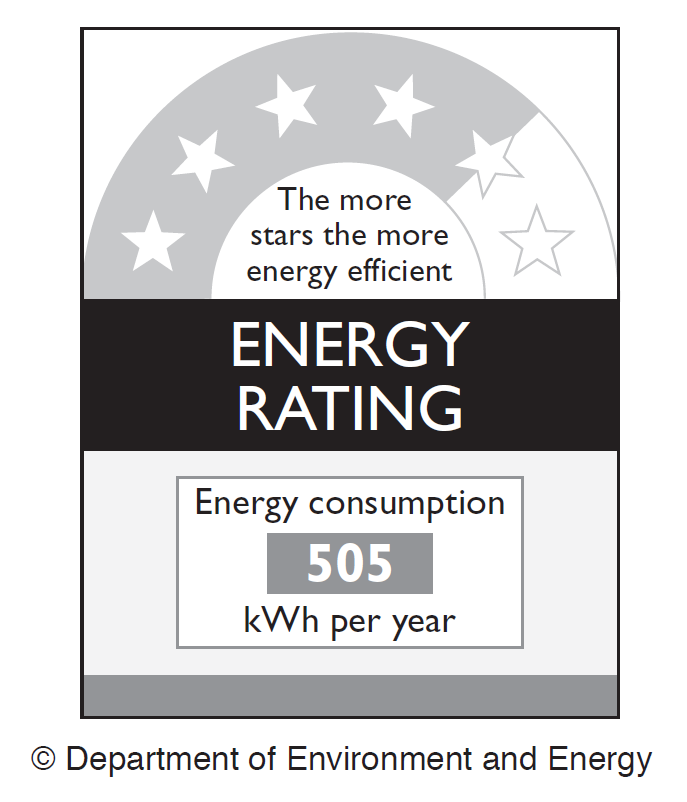 The more
stars the more
energy efficient
ENERGY
RATING
Energy consumption
505
kWh per year
© Department of Environment and Energy